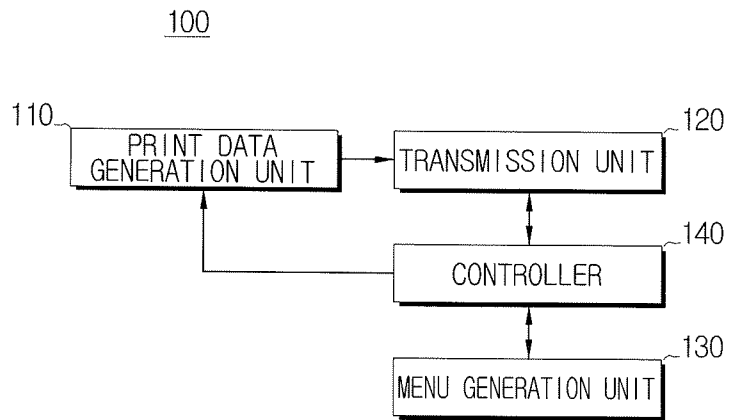 100
110
PRINT DATA
GENERATION UNIT
120
TRANSMISSION UNIT
140
CONTROLLER
130
MENU GENERATION UNIT